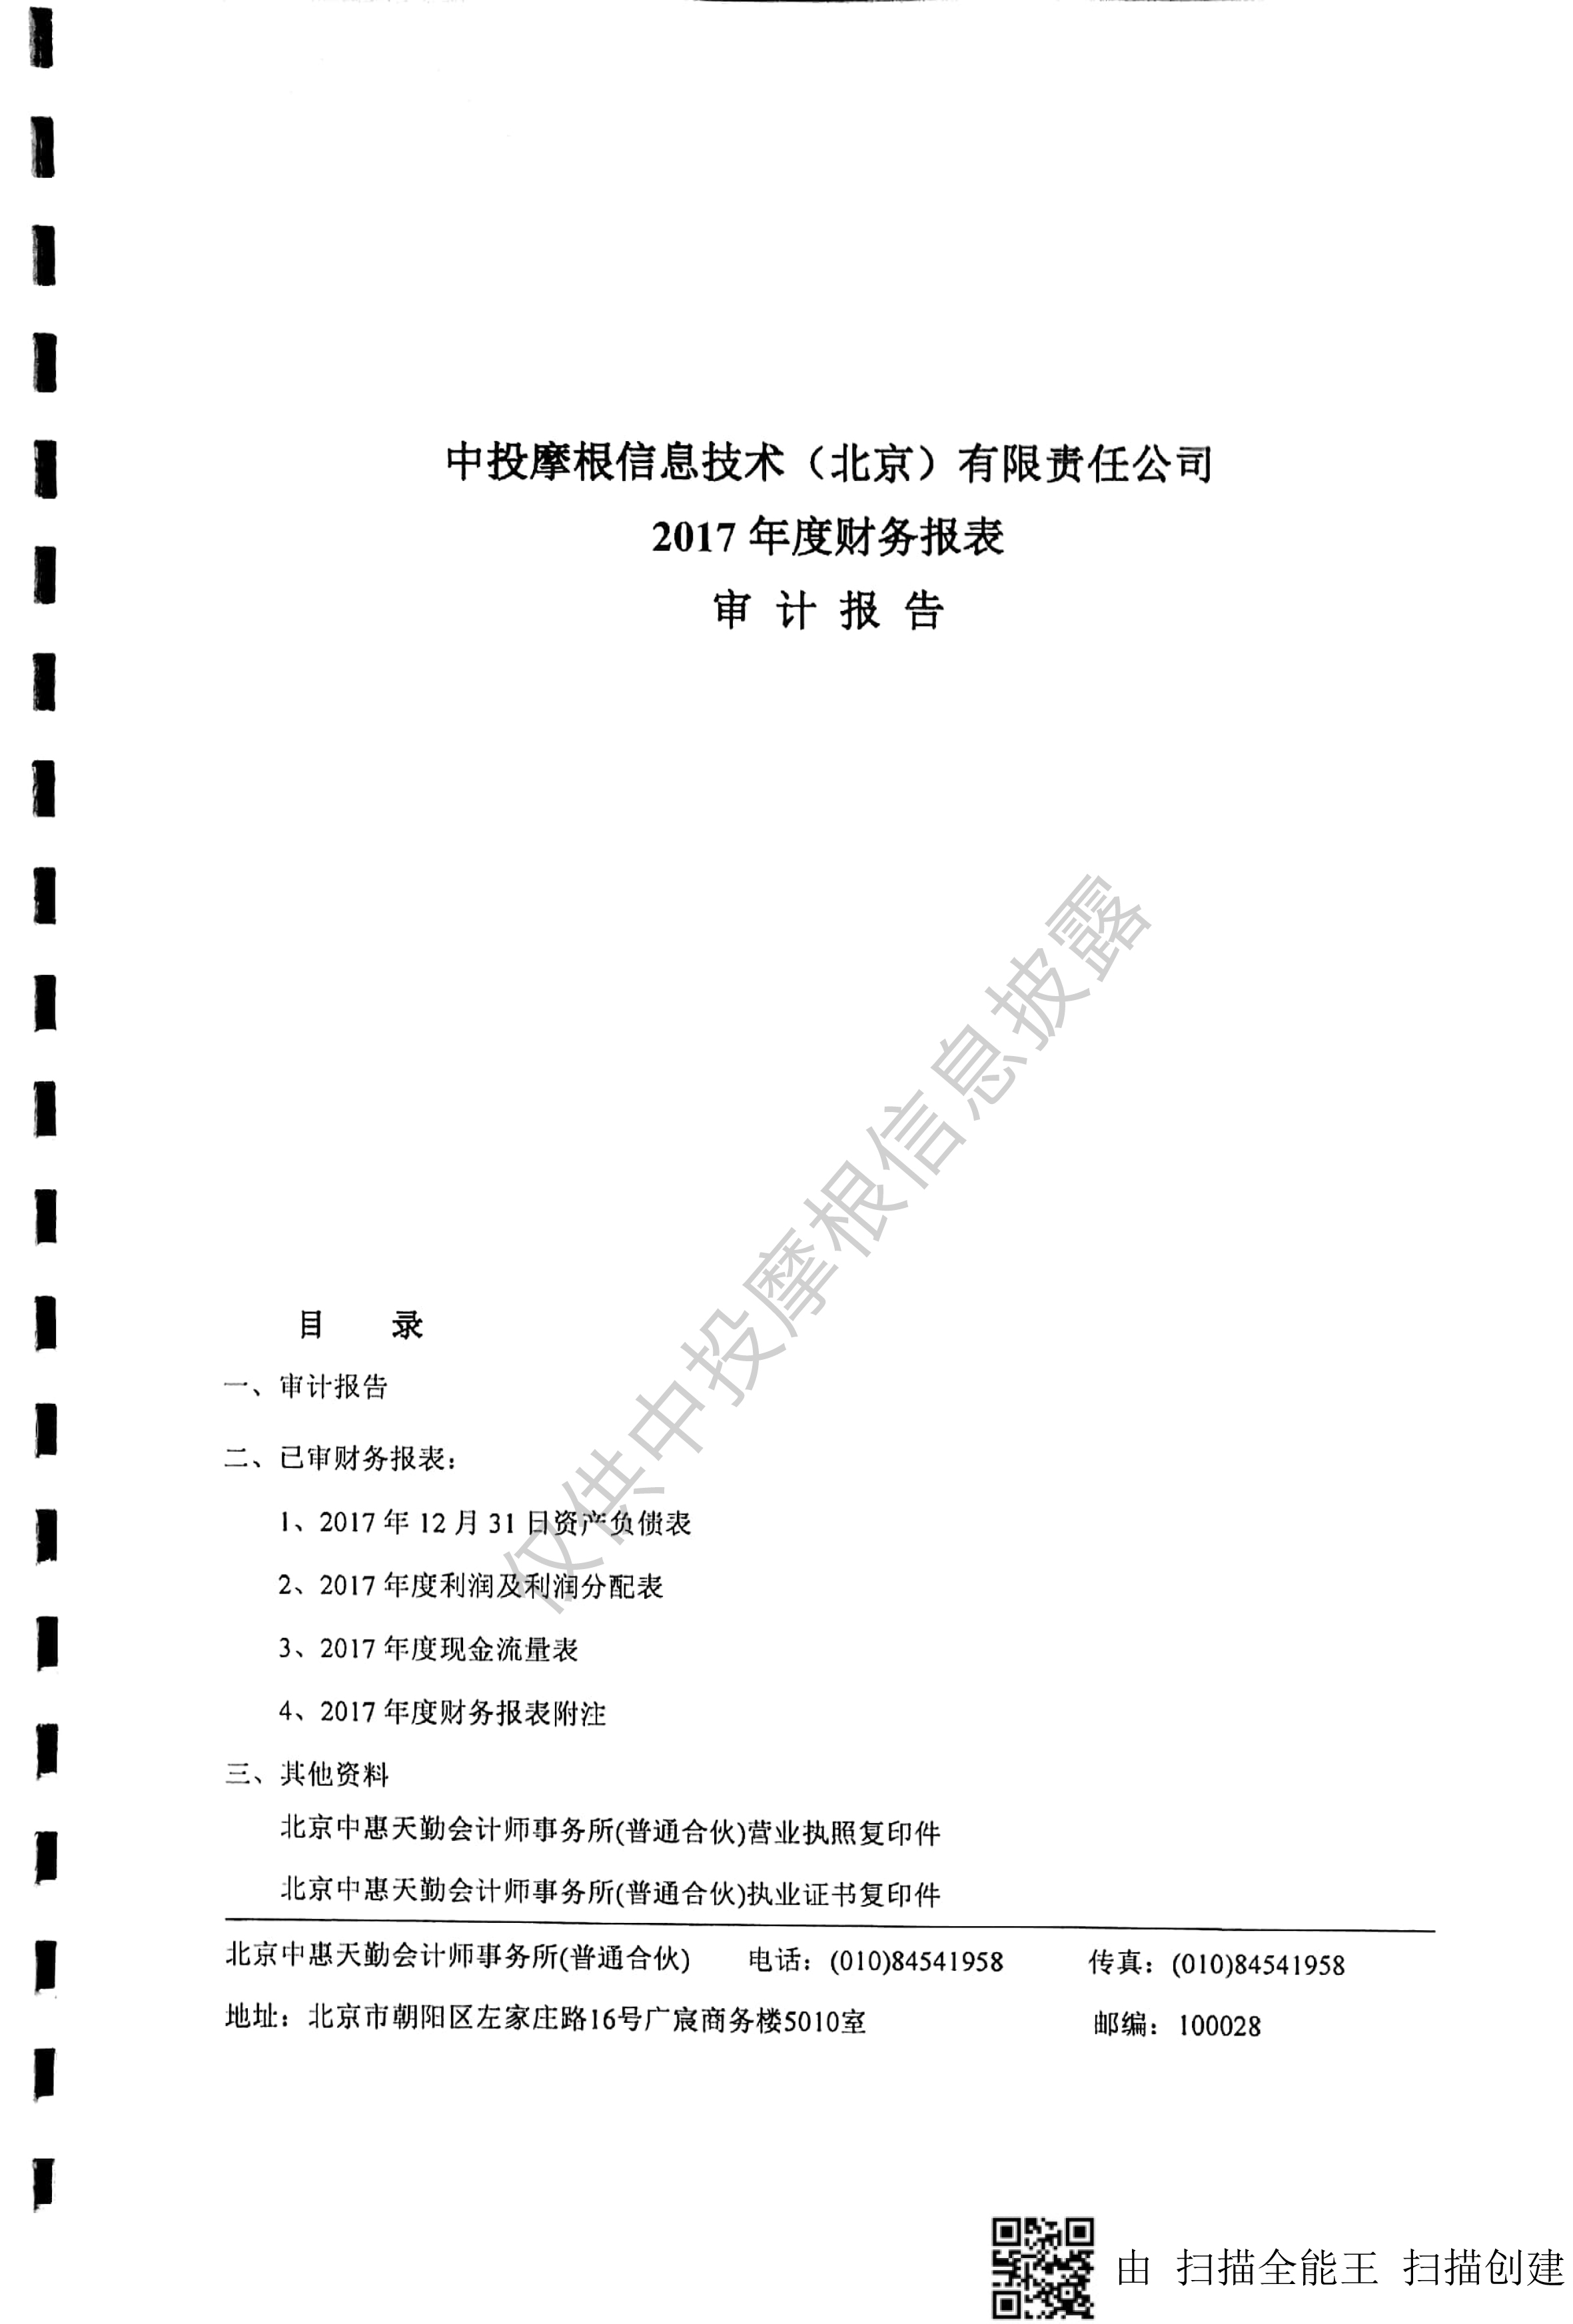 中投摩根信息技术（北京）有限责任公司
2017 年度财务报表
审 计 报 告
仅供中投摩根信息披露
目 录
一、审计报告
二、已审财务报表：
1、2017 年 12 月 31 日资产负债表
2、2017 年度利润及利润分配表
3、2017 年度现金流量表
4、2017 年度财务报表附注
三、其他资料
北京中惠天勤会计师事务所(普通合伙)营业执照复印件
北京中惠天勤会计师事务所(普通合伙)执业证书复印件
北京中惠天勤会计师事务所(普通合伙) 电话：(010)84541958 传真：(010)84541958
地址：北京市朝阳区左家庄路16号广宸商务楼5010室 邮编：100028
由 扫描全能王 扫描创建